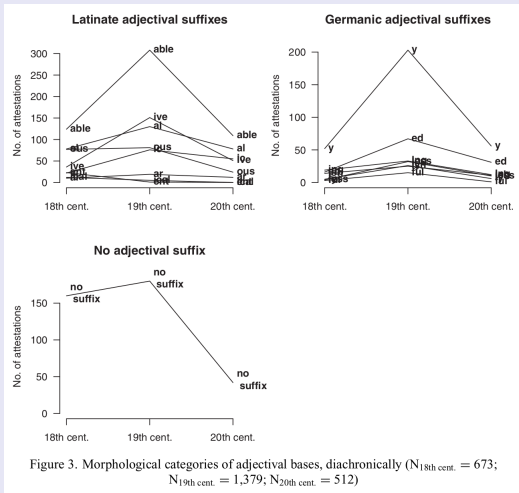 Latinate adjectival suffixes
No. of attestations
300
250
200
150
100
50
0
able
al
ous
ive
able
ive
al
ous
ar
able
al
ive
ous
ar
18th cent.
19th cent.
20th cent.
Germanic adjectival suffixes
No. of attestations
200
150
100
50
0
y
y
ed
ful
y
ed
ful
18th cent.
19th cent.
20th cent.
No adjectival suffix
No. of attestations
150
100
50
0
no
suffix
no
suffix
no
suffix
18th cent.
19th cent.
20th cent.
Figure 3. Morphological categories of adjectival bases, diachronically (N18th cent. = 673;
N19th cent. = 1,379; N20th cent. = 512)